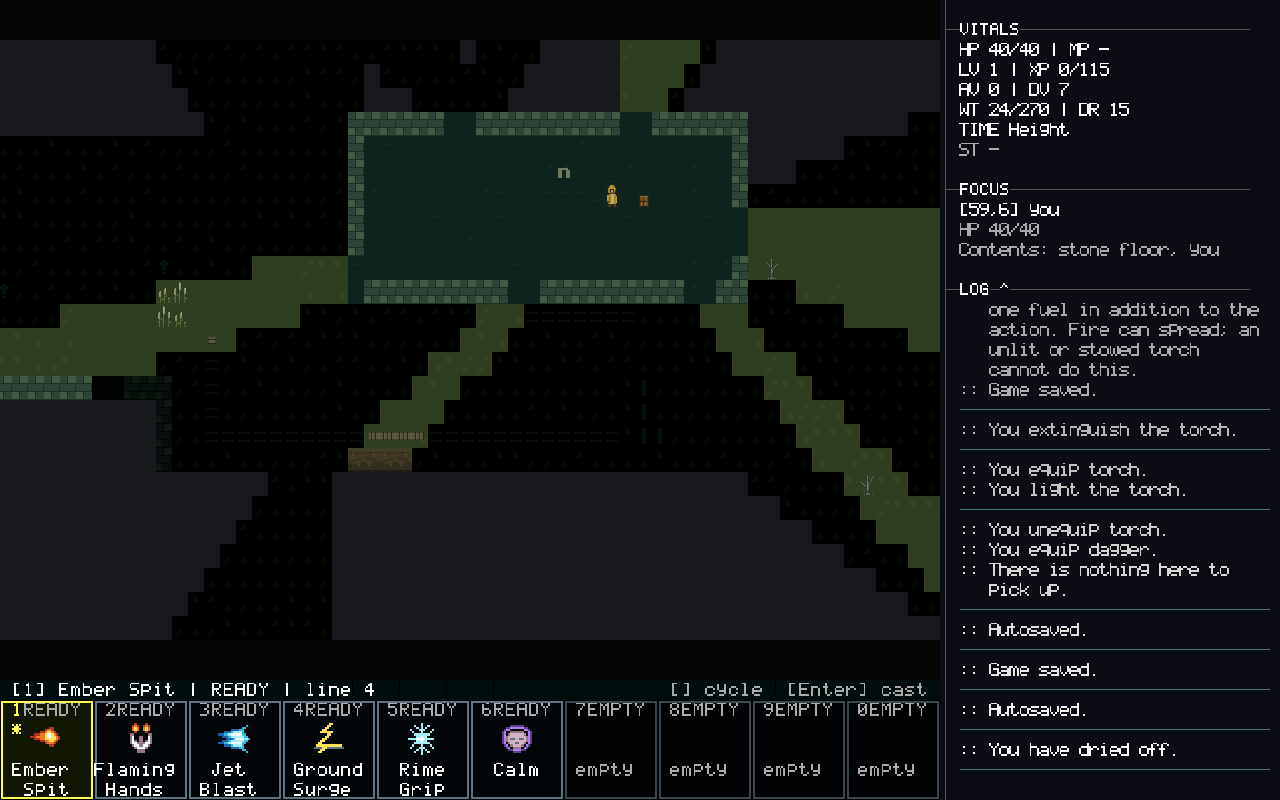 VITALS
HP 40/40 | MP -
LV 1 | XP 0/115
AV 0 | DV 7
WT 24/270 | DR 15
TIME Height
ST -
FOCUS
[59,6] You
HP 40/40
Contents: stone floor, You
LOG ^
one fuel in addition to the
action. Fire can spread; an
unlit or stowed torch
cannot do this.
:: Game saved.
:: You extinguish the torch.
:: You equip torch.
:: You light the torch.
:: You unequip torch.
:: You equip dagger.
:: There is nothing here to
pick up.
:: Autosaved.
:: Game saved.
:: Autosaved.
:: You have dried off.
n
[1] Ember Spit | READY | line 4
[] cycle [Enter] cast
1READY 2READY 3READY 4READY 5READY 6READY 7EMPTY 8EMPTY 9EMPTY 0EMPTY
*
Ember Flaming Jet Ground Rime Calm empty empty empty empty
Spit Hands Blast Surge Grip